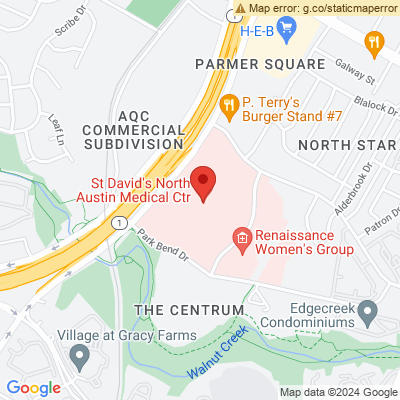 Map error:
g.co/staticmaperror
Scribe Dr
1
H-E-B
PARMER SQUARE
Galway St
Blalock Dr
P. Terry's
Burger Stand #7
AQC
COMMERCIAL
SUBDIVISION
Leaf Ln
NORTH STAR
St David's North
Austin Medical Ctr
Alderbrook Dr
Patron Dr
1
Park Bend Dr
Renaissance
Women's Group
THE CENTRUM
Edgecreek
Condominiums
Village at Gracy Farms
Walnut Creek
Google
Map data ©2024 Google